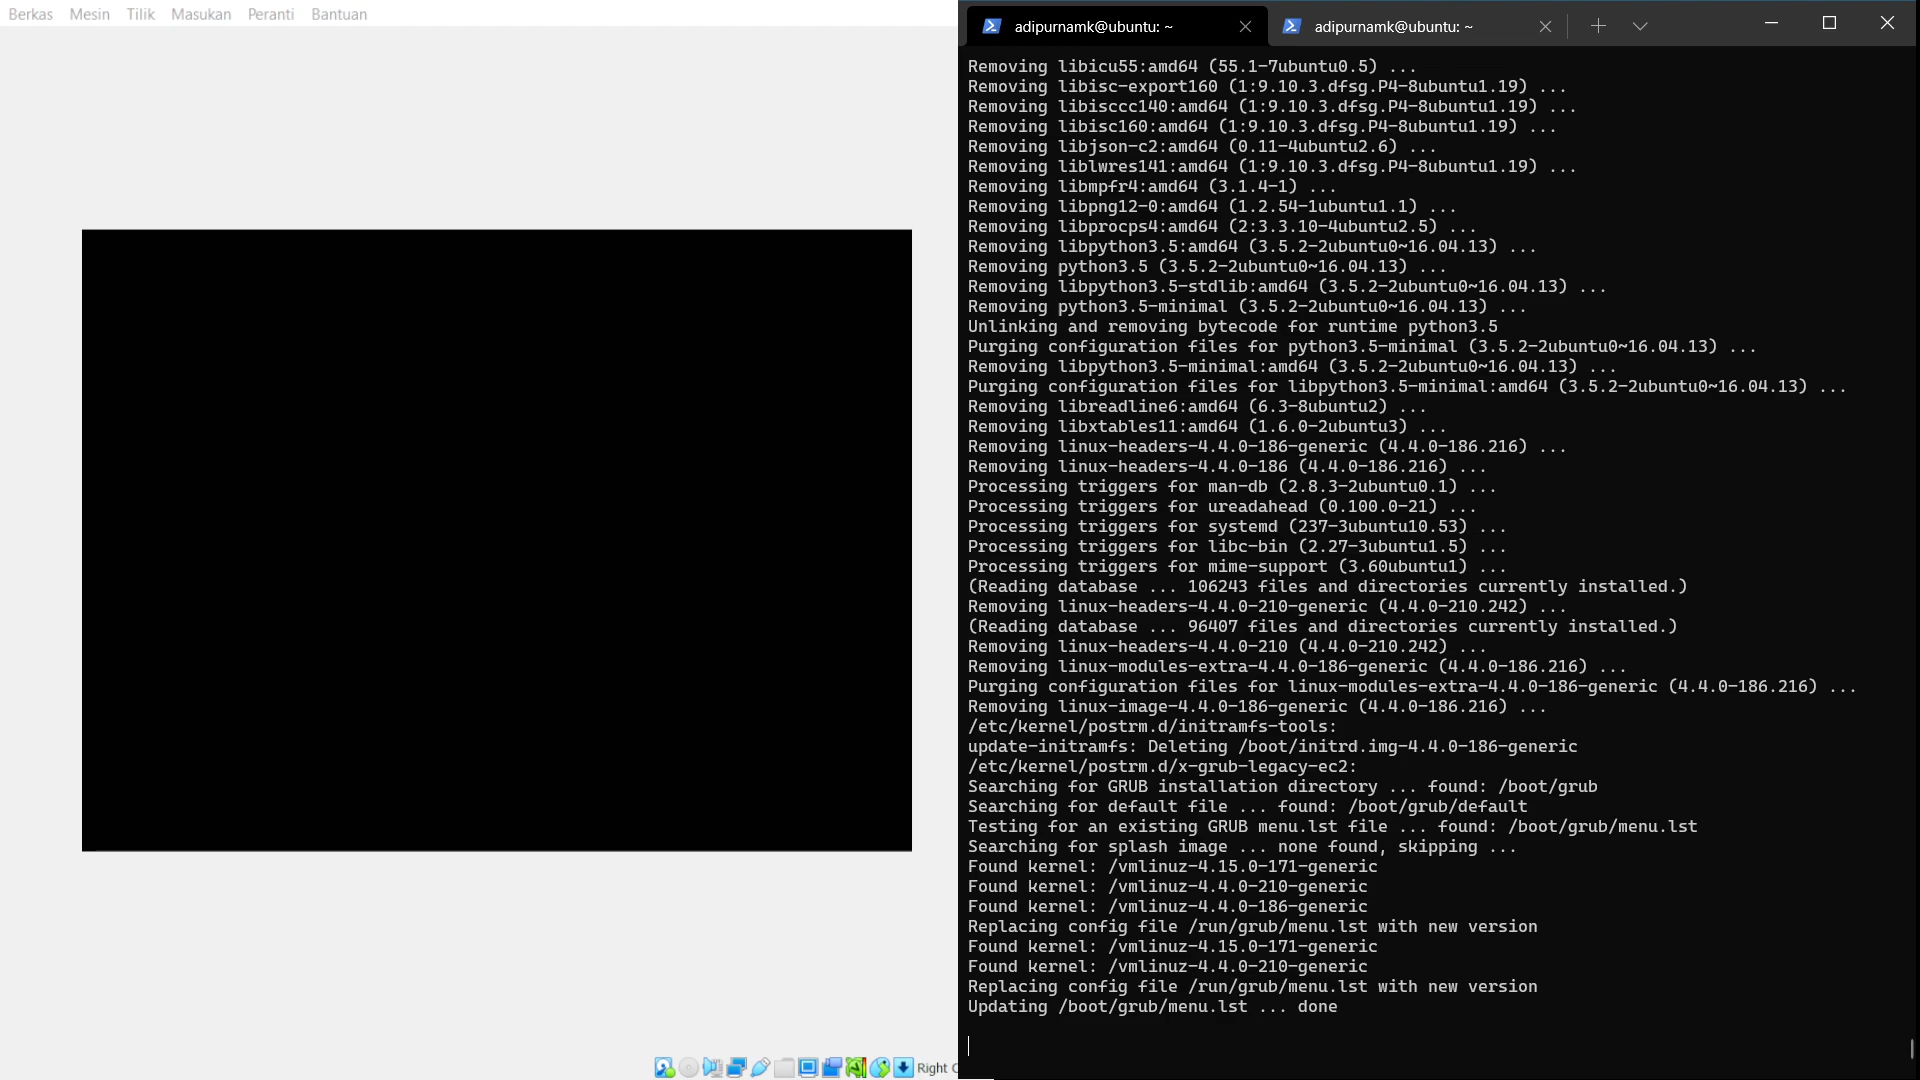 Berkas Mesin Tilik Masukan Peranti Bantuan
adipurnamk@ubuntu: ~
adipurnamk@ubuntu: ~
Removing libicu55:amd64 (55.1-7ubuntu0.5) ...
Removing libisc-export160 (1:9.10.3.dfsg.P4-8ubuntu1.19) ...
Removing libisccc140:amd64 (1:9.10.3.dfsg.P4-8ubuntu1.19) ...
Removing libisc160:amd64 (1:9.10.3.dfsg.P4-8ubuntu1.19) ...
Removing libjson-c2:amd64 (0.11-4ubuntu2.6) ...
Removing liblwres141:amd64 (1:9.10.3.dfsg.P4-8ubuntu1.19) ...
Removing libmpfr4:amd64 (3.1.4-1) ...
Removing libpng12-0:amd64 (1.2.54-1ubuntu1.1) ...
Removing libprocps4:amd64 (2:3.3.10-4ubuntu2.5) ...
Removing libpython3.5:amd64 (3.5.2-2ubuntu0~16.04.13) ...
Removing python3.5 (3.5.2-2ubuntu0~16.04.13) ...
Removing libpython3.5-stdlib:amd64 (3.5.2-2ubuntu0~16.04.13) ...
Removing python3.5-minimal (3.5.2-2ubuntu0~16.04.13) ...
Unlinking and removing bytecode for runtime python3.5
Purging configuration files for python3.5-minimal (3.5.2-2ubuntu0~16.04.13) ...
Removing libpython3.5-minimal:amd64 (3.5.2-2ubuntu0~16.04.13) ...
Purging configuration files for libpython3.5-minimal:amd64 (3.5.2-2ubuntu0~16.04.13) ...
Removing libreadline6:amd64 (6.3-8ubuntu2) ...
Removing libxtables11:amd64 (1.6.0-2ubuntu3) ...
Removing linux-headers-4.4.0-186-generic (4.4.0-186.216) ...
Removing linux-headers-4.4.0-186 (4.4.0-186.216) ...
Processing triggers for man-db (2.8.3-2ubuntu0.1) ...
Processing triggers for ureadahead (0.100.0-21) ...
Processing triggers for systemd (237-3ubuntu10.53) ...
Processing triggers for libc-bin (2.27-3ubuntu1.5) ...
Processing triggers for mime-support (3.60ubuntu1) ...
(Reading database ... 106243 files and directories currently installed.)
Removing linux-headers-4.4.0-210-generic (4.4.0-210.242) ...
(Reading database ... 96407 files and directories currently installed.)
Removing linux-headers-4.4.0-210 (4.4.0-210.242) ...
Removing linux-modules-extra-4.4.0-186-generic (4.4.0-186.216) ...
Purging configuration files for linux-modules-extra-4.4.0-186-generic (4.4.0-186.216) ...
Removing linux-image-4.4.0-186-generic (4.4.0-186.216) ...
/etc/kernel/postrm.d/initramfs-tools:
update-initramfs: Deleting /boot/initrd.img-4.4.0-186-generic
/etc/kernel/postrm.d/x-grub-legacy-ec2:
Searching for GRUB installation directory ... found: /boot/grub
Searching for default file ... found: /boot/grub/default
Testing for an existing GRUB menu.lst file ... found: /boot/grub/menu.lst
Searching for splash image ... none found, skipping ...
Found kernel: /vmlinuz-4.15.0-171-generic
Found kernel: /vmlinuz-4.4.0-210-generic
Found kernel: /vmlinuz-4.4.0-186-generic
Replacing config file /run/grub/menu.lst with new version
Found kernel: /vmlinuz-4.15.0-171-generic
Found kernel: /vmlinuz-4.4.0-210-generic
Replacing config file /run/grub/menu.lst with new version
Updating /boot/grub/menu.lst ... done
Right